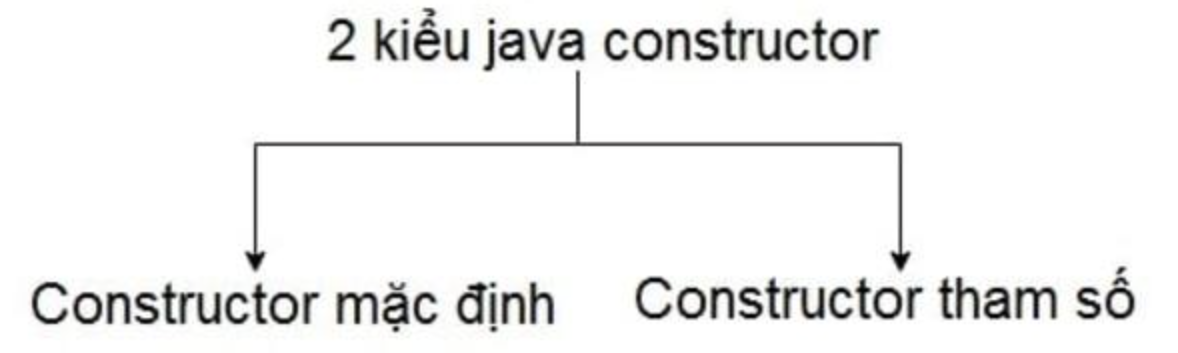 2 kiểu java constructor
Constructor mặc định
Constructor tham số